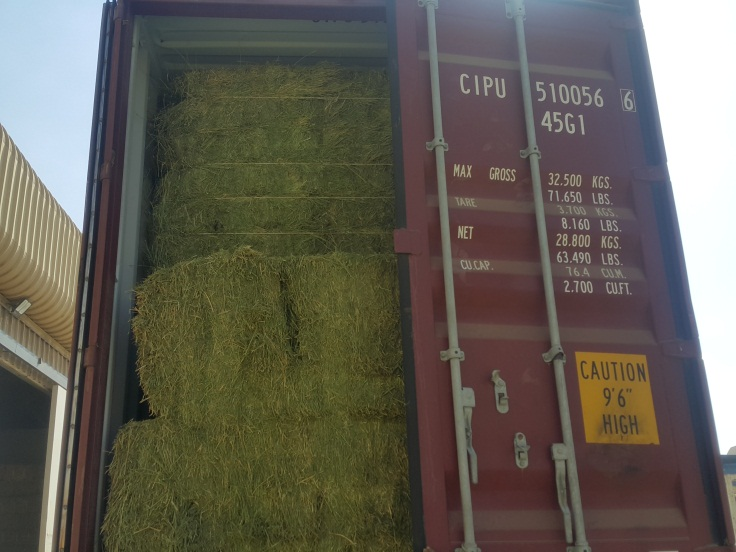 CIPU 510056 6
45G1
MAX GROSS 32.500 KGS.
71.650 LBS.
TARE 3.700 KGS.
8.160 LBS.
NET 28.800 KGS.
63.490 LBS.
CU.CAP. 76.4 CU.M.
2.700 CU.FT.
CAUTION
9'6"
HIGH